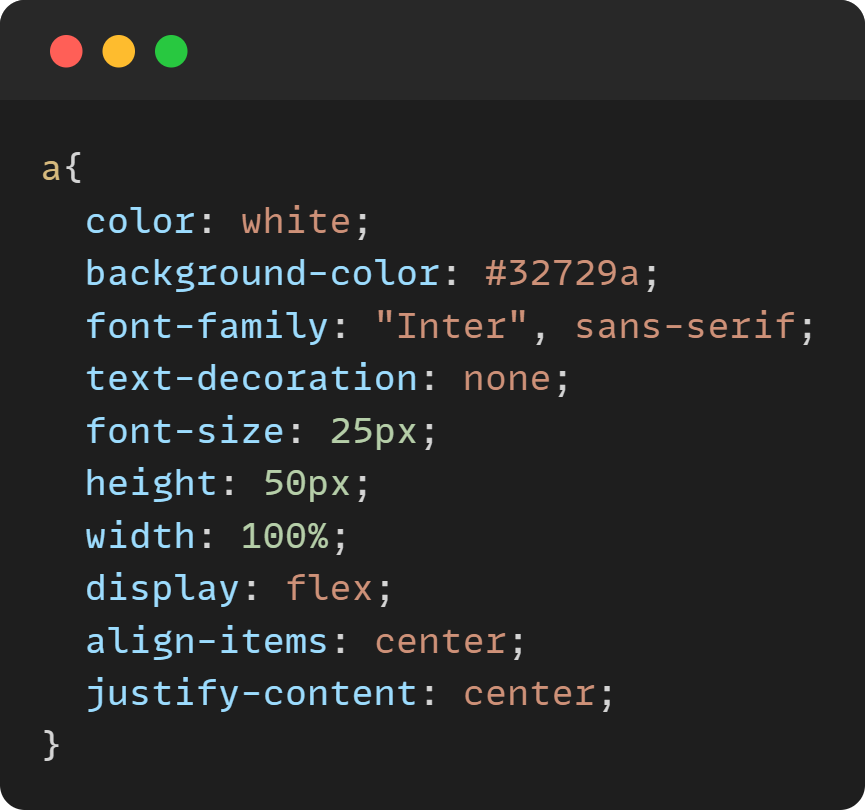 a{
  color: white;
  background-color: #32729a;
  font-family: "Inter", sans-serif;
  text-decoration: none;
  font-size: 25px;
  height: 50px;
  width: 100%;
  display: flex;
  align-items: center;
  justify-content: center;
}